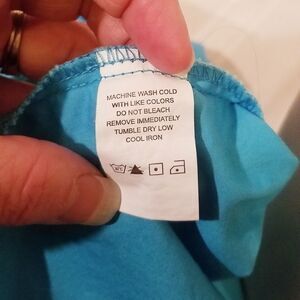 MACHINE WASH COLD
WITH LIKE COLORS
DO NOT BLEACH
REMOVE IMMEDIATELY
TUMBLE DRY LOW
COOL IRON